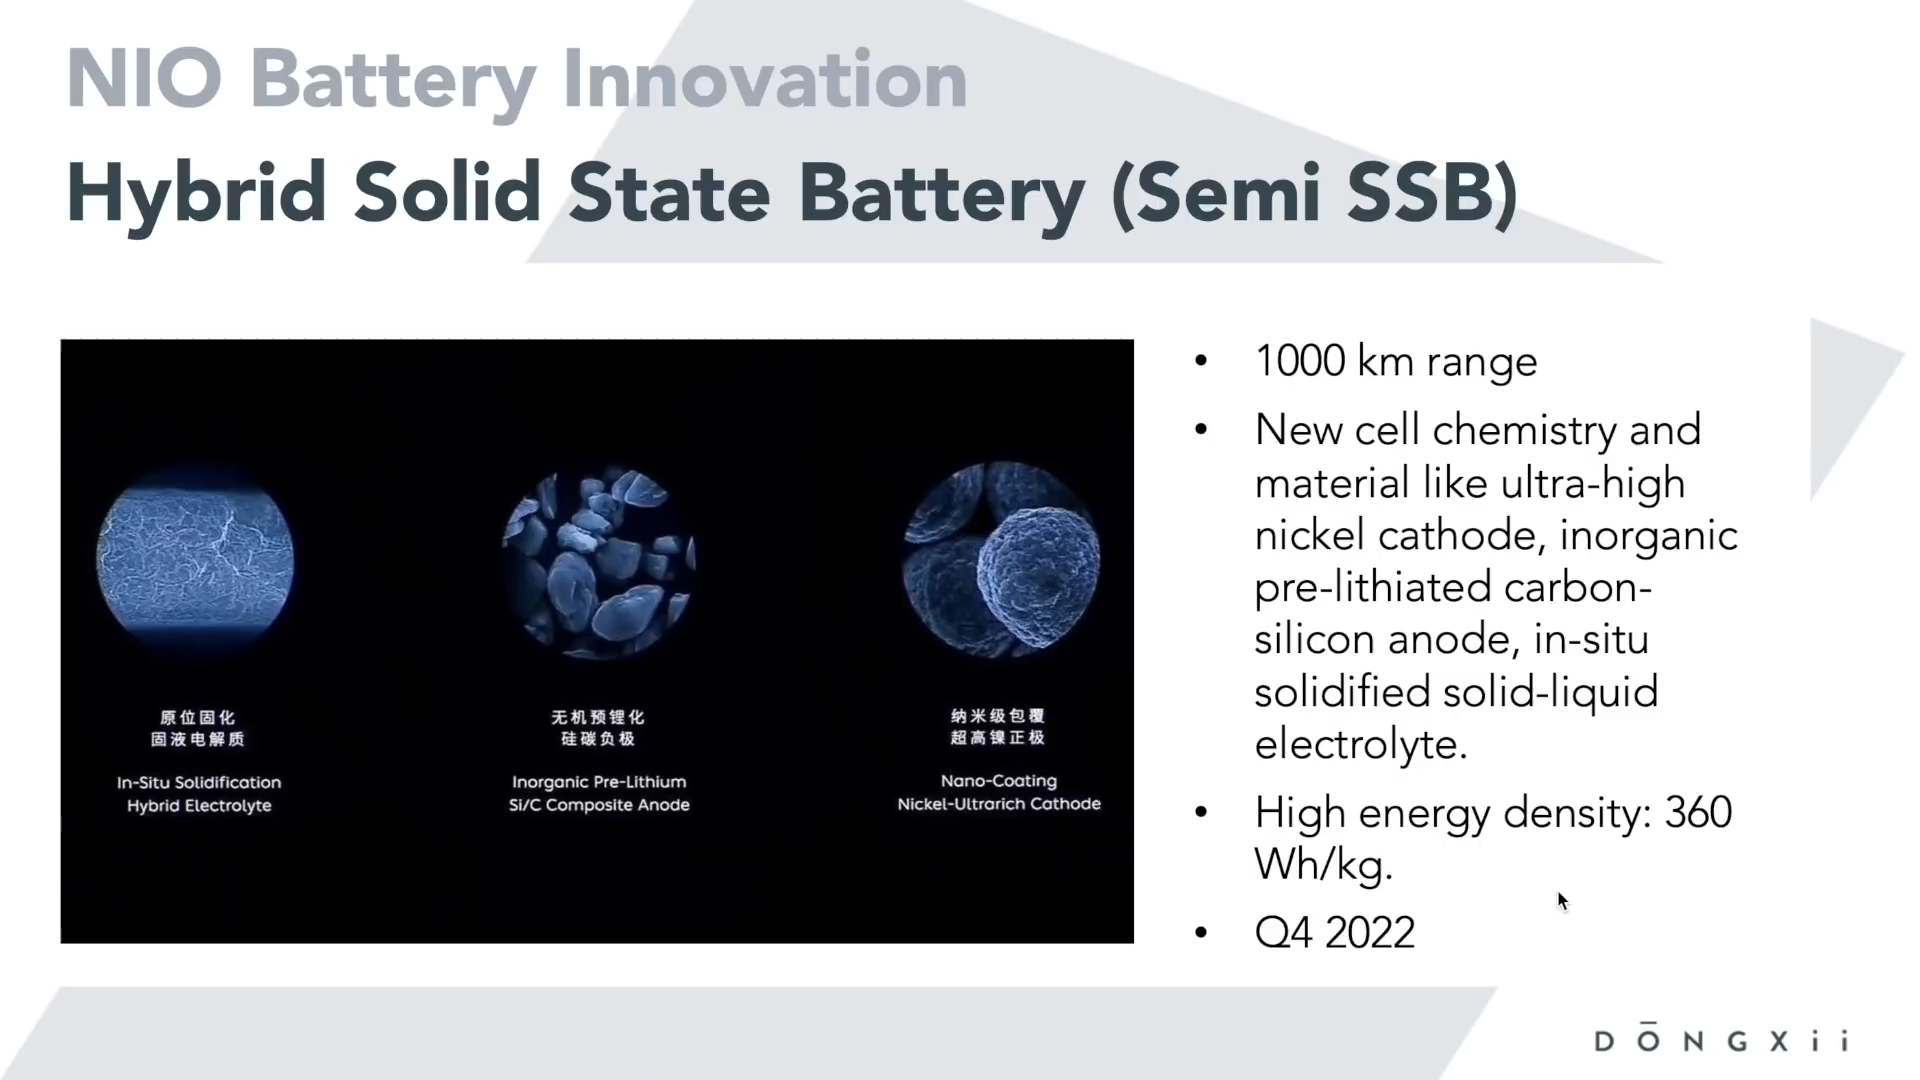 NIO Battery Innovation
Hybrid Solid State Battery (Semi SSB)
原位固化
固液电解质
In-Situ Solidification
Hybrid Electrolyte
无机预锂化
硅碳负极
Inorganic Pre-Lithium
Si/C Composite Anode
纳米级包覆
超高镍正极
Nano-Coating
Nickel-Ultrarich Cathode
• 1000 km range
• New cell chemistry and
material like ultra-high
nickel cathode, inorganic
pre-lithiated carbon-
silicon anode, in-situ
solidified solid-liquid
electrolyte.
• High energy density: 360
Wh/kg.
• Q4 2022
DŌNGXii